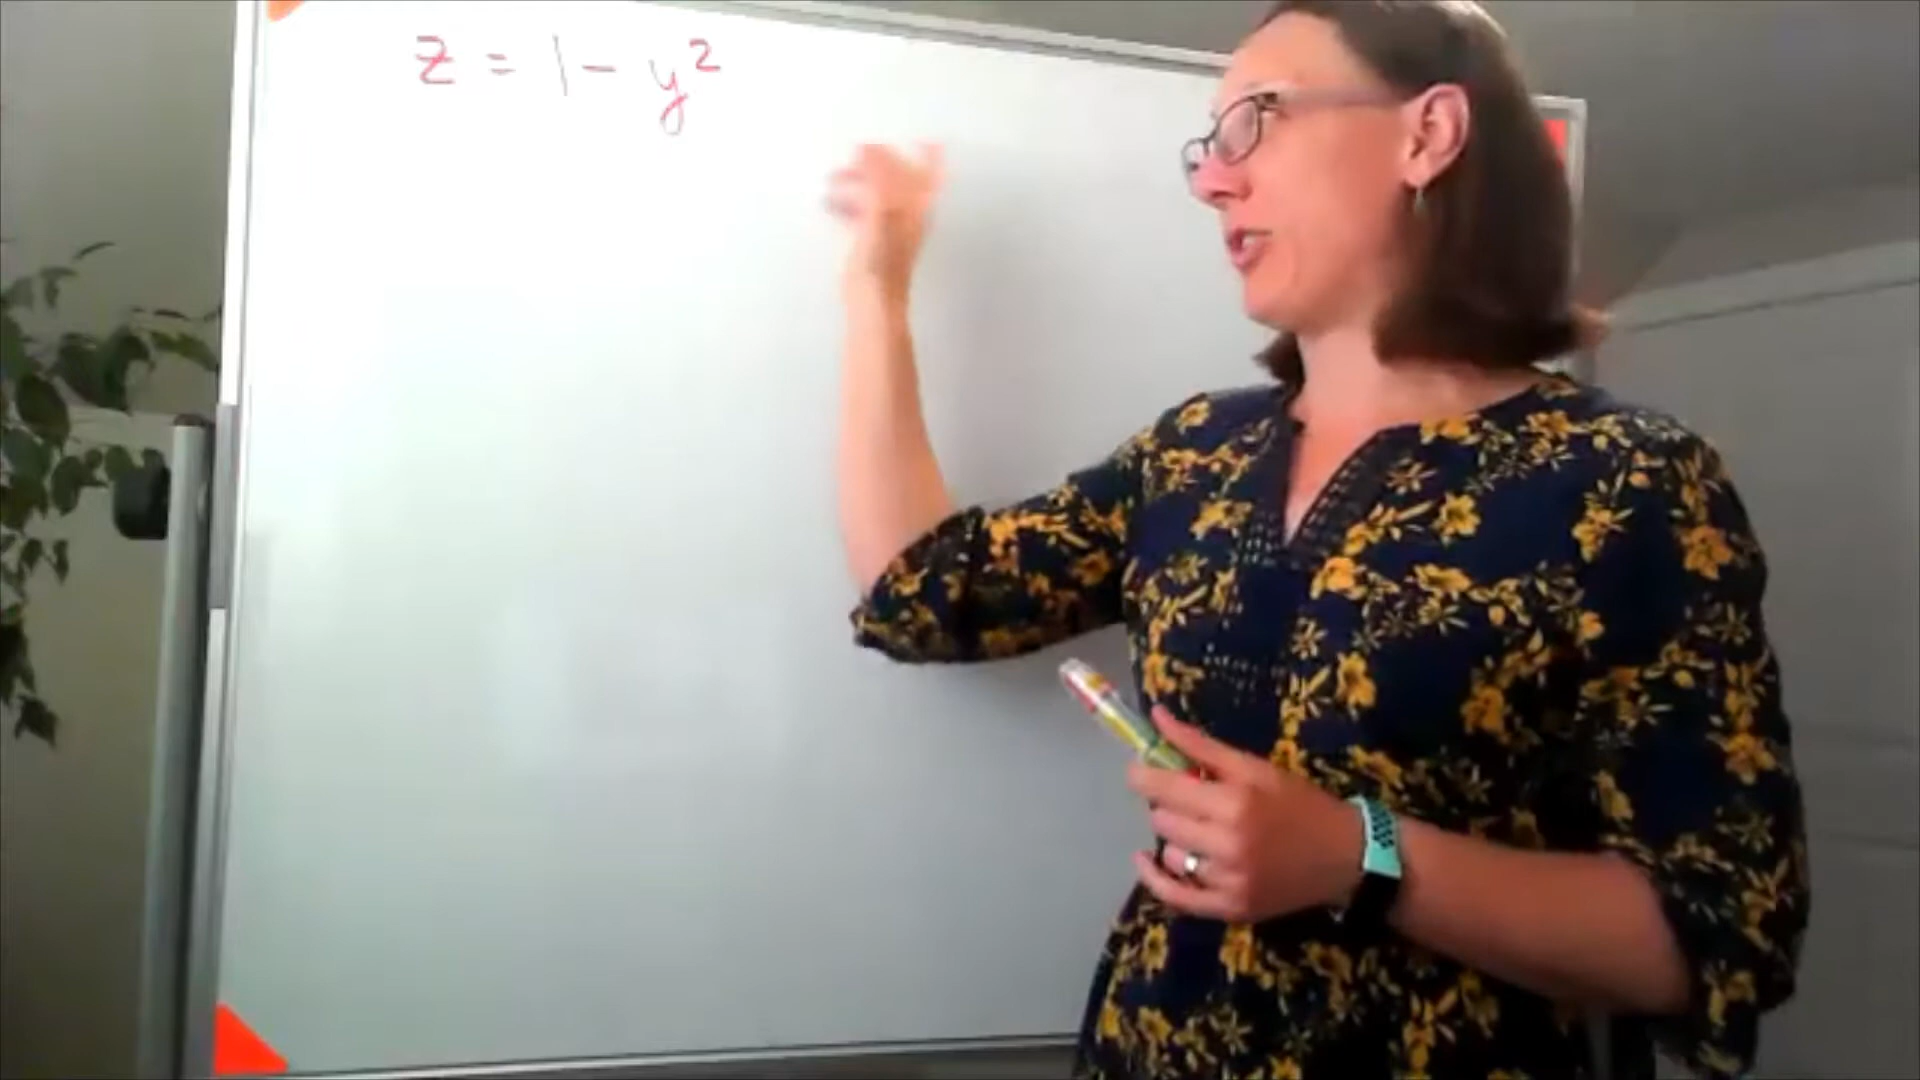 z = 1 - y²